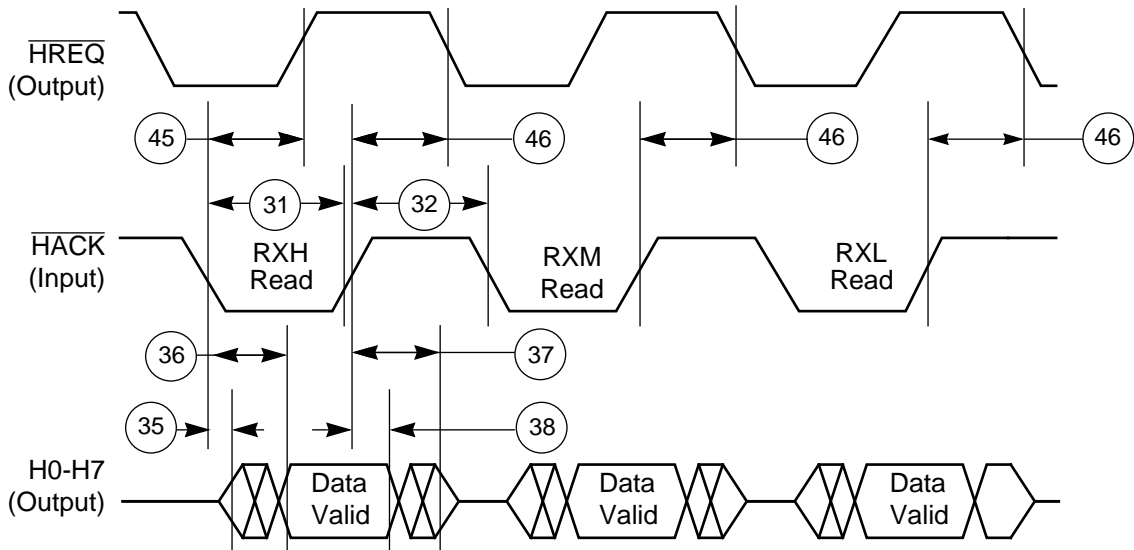 HREQ
(Output)
45
46
46
46
31
32
HACK
(Input)
RXH
Read
RXM
Read
RXL
Read
36
37
35
38
H0-H7
(Output)
Data
Valid
Data
Valid
Data
Valid